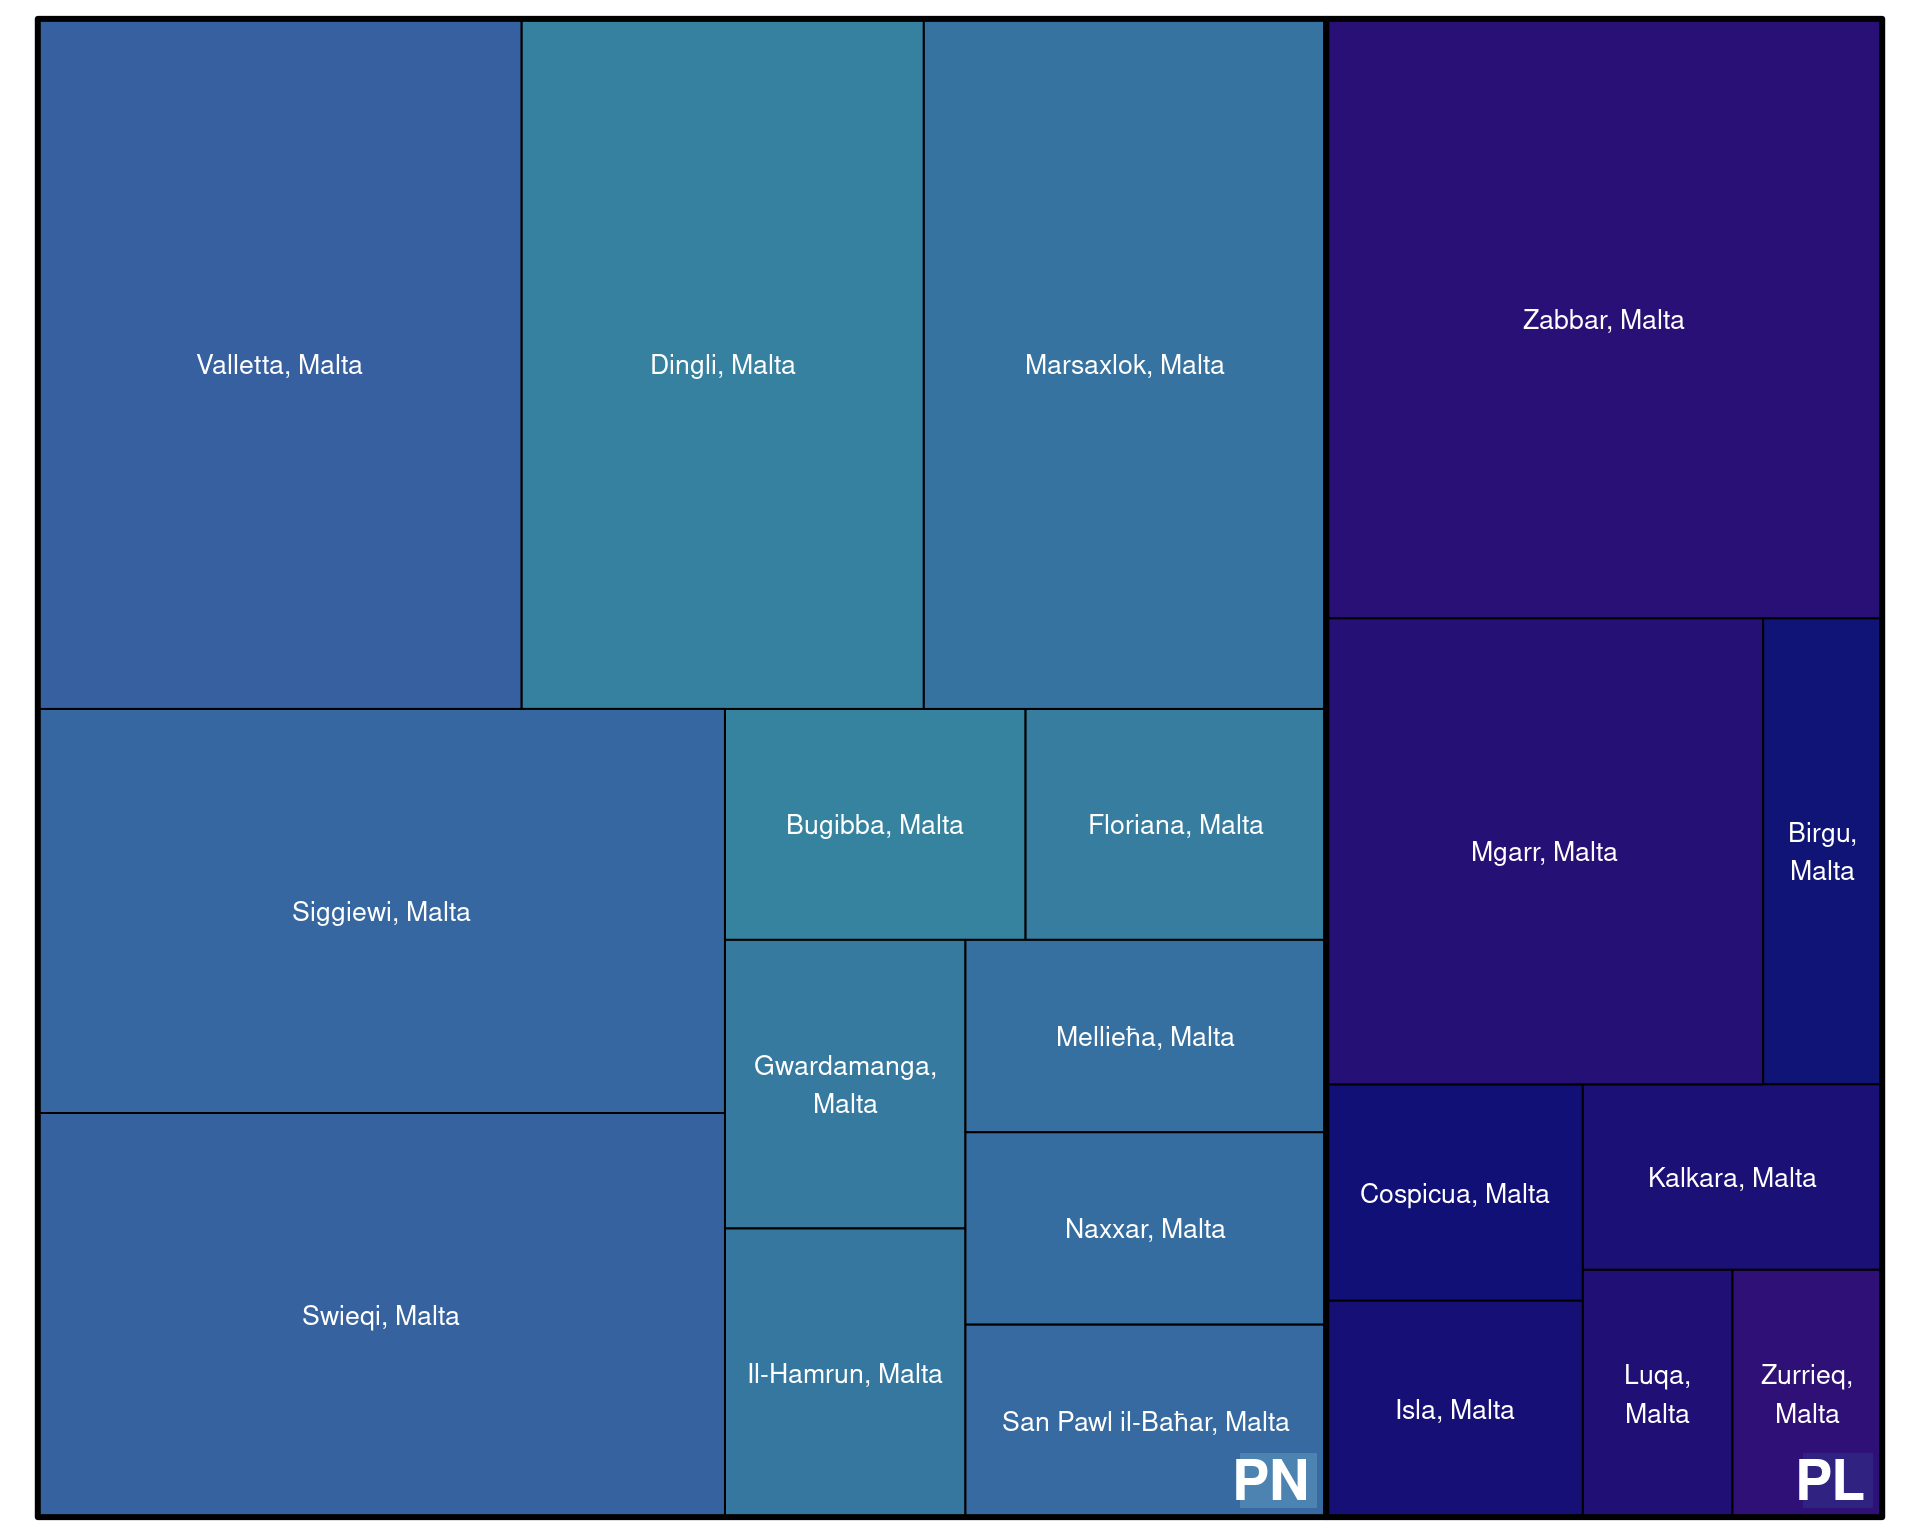 Valletta, Malta
Dingli, Malta
Marsaxlok, Malta
Zabbar, Malta
Siggiewi, Malta
Bugibba, Malta
Floriana, Malta
Mgarr, Malta
Birgu,
Malta
Gwardamanga,
Malta
Mellieħa, Malta
Naxxar, Malta
Cospicua, Malta
Kalkara, Malta
Swieqi, Malta
Il-Hamrun, Malta
San Pawl il-Baħar, Malta
Isla, Malta
Luqa,
Malta
Zurrieq,
Malta
PN
PL